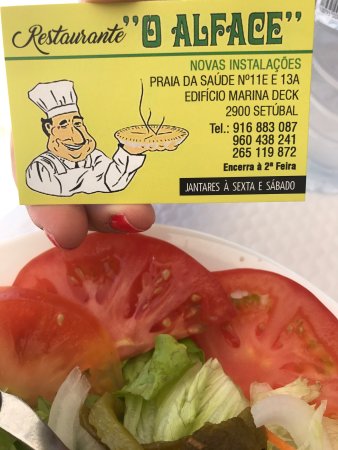 Restaurante "O ALFACE"
NOVAS INSTALAÇÕES
PRAIA DA SAÚDE Nº11E E 13A
EDIFÍCIO MARINA DECK
2900 SETÚBAL
Tel.: 916 883 087
960 438 241
265 119 872
Encerra à 2ª Feira
JANTARES À SEXTA E SÁBADO